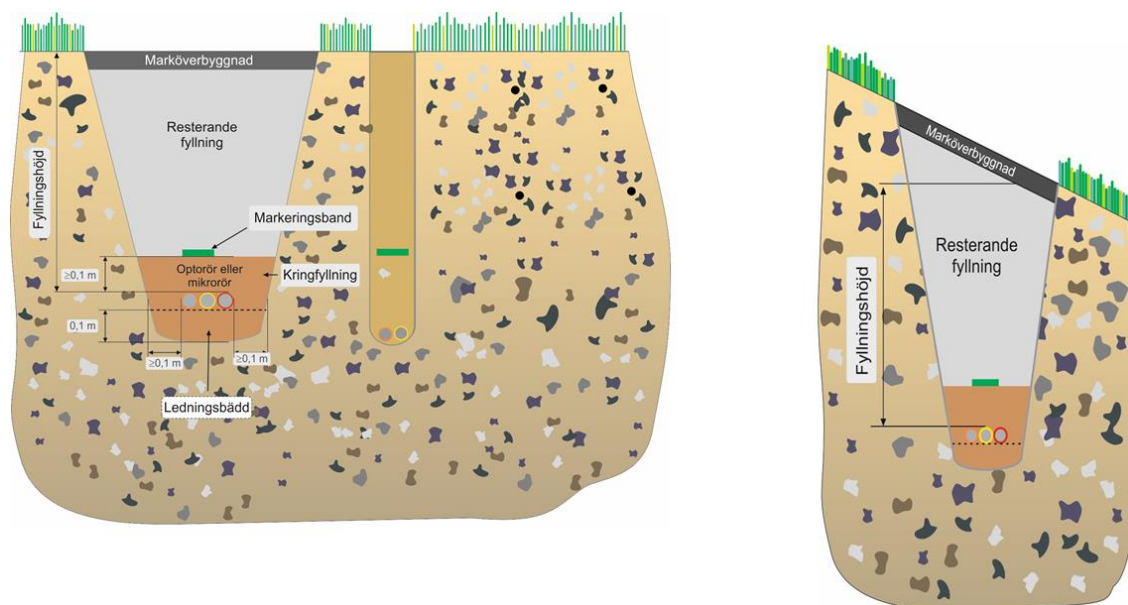 Marköverbyggnad
Resterande
fyllning
Fyllningshöjd
Markeringsband
Optorör eller
mikrorör
Kringfyllning
≥0,1 m
0,1 m
≥0,1 m
≥0,1 m
Ledningsbädd
Marköverbyggnad
Resterande
fyllning
Fyllningshöjd